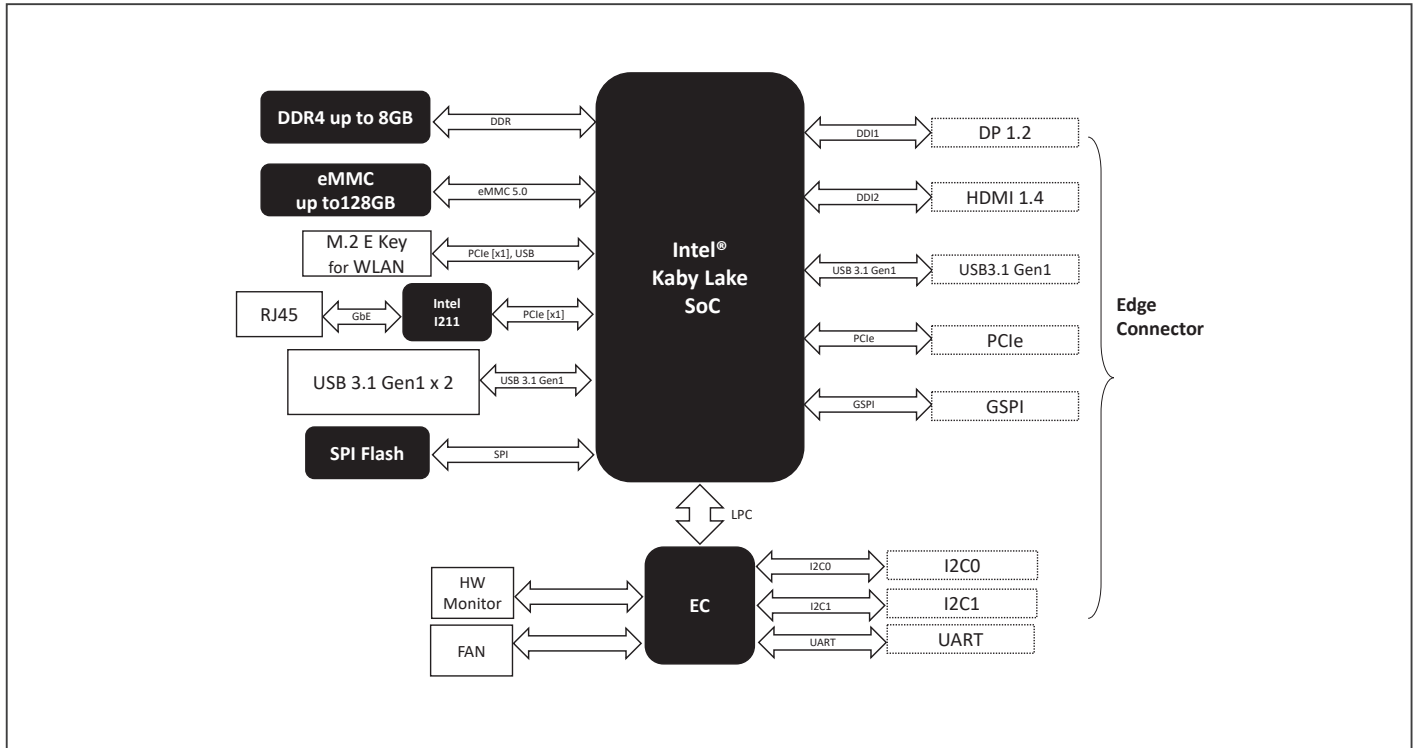 DDR4 up to 8GB
DDR
eMMC
up to128GB
eMMC 5.0
M.2 E Key
for WLAN
PCIe [x1], USB
RJ45
GbE
Intel
I211
PCIe [x1]
USB 3.1 Gen1 x 2
USB 3.1 Gen1
SPI Flash
SPI
Intel®
Kaby Lake
SoC
DDI1
DP 1.2
DDI2
HDMI 1.4
USB 3.1 Gen1
USB3.1 Gen1
PCIe
PCIe
GSPI
GSPI
Edge
Connector
LPC
HW
Monitor
FAN
EC
I2C0
I2C0
I2C1
I2C1
UART
UART